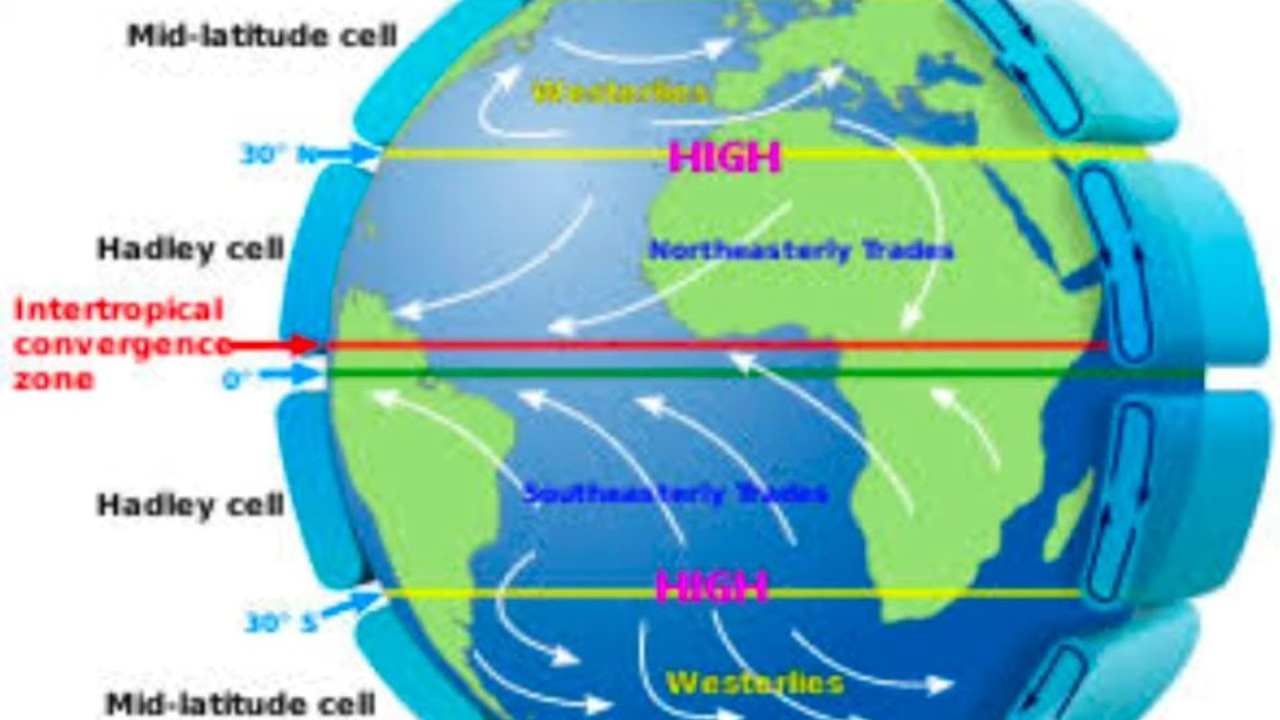 Mid-latitude cell
Westerlies
30° N
HIGH
Hadley cell
Northeasterly Trades
Intertropical
convergence
zone
0°
Hadley cell
Southeasterly Trades
HIGH
30° S
Westerlies
Mid-latitude cell